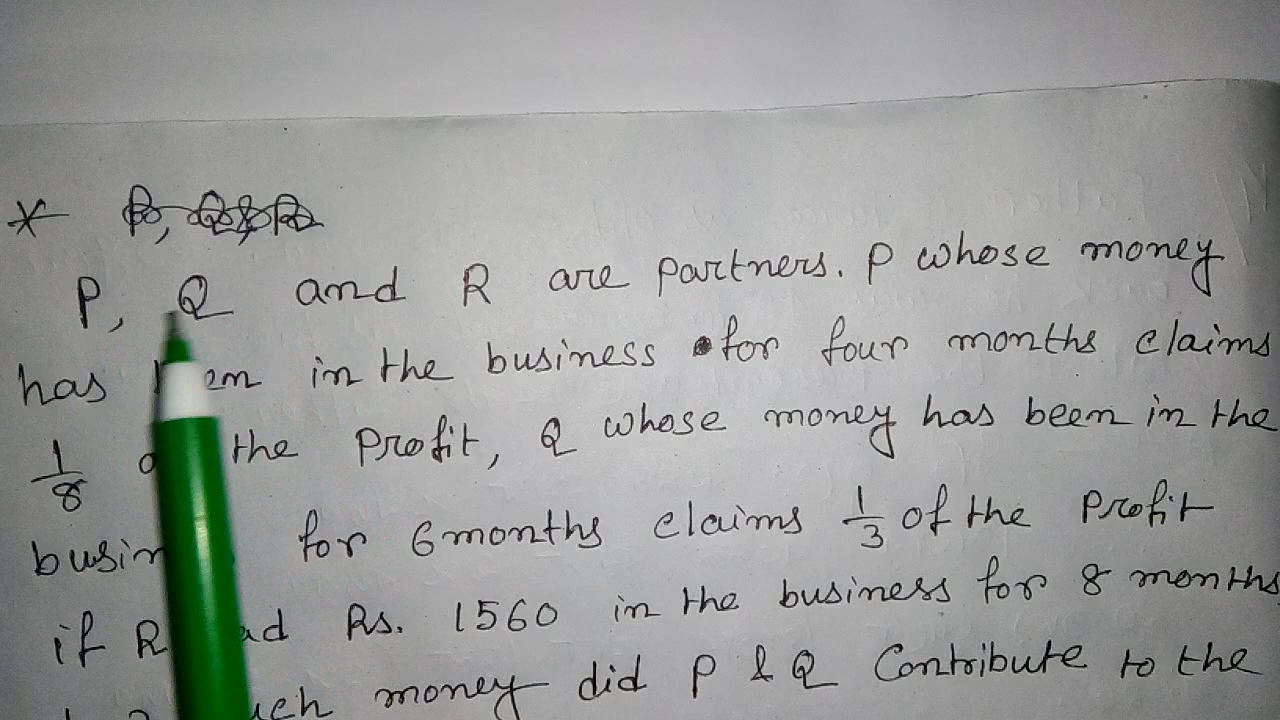 P, Q and R are partners. P whose money
has in the business for four months claims
1/8 the Profit, Q whose money has been in the
for 6 months claims 1/3 of the Profit
if R Rs. 1560 in the business for 8 months
money did P & Q Contribute to the